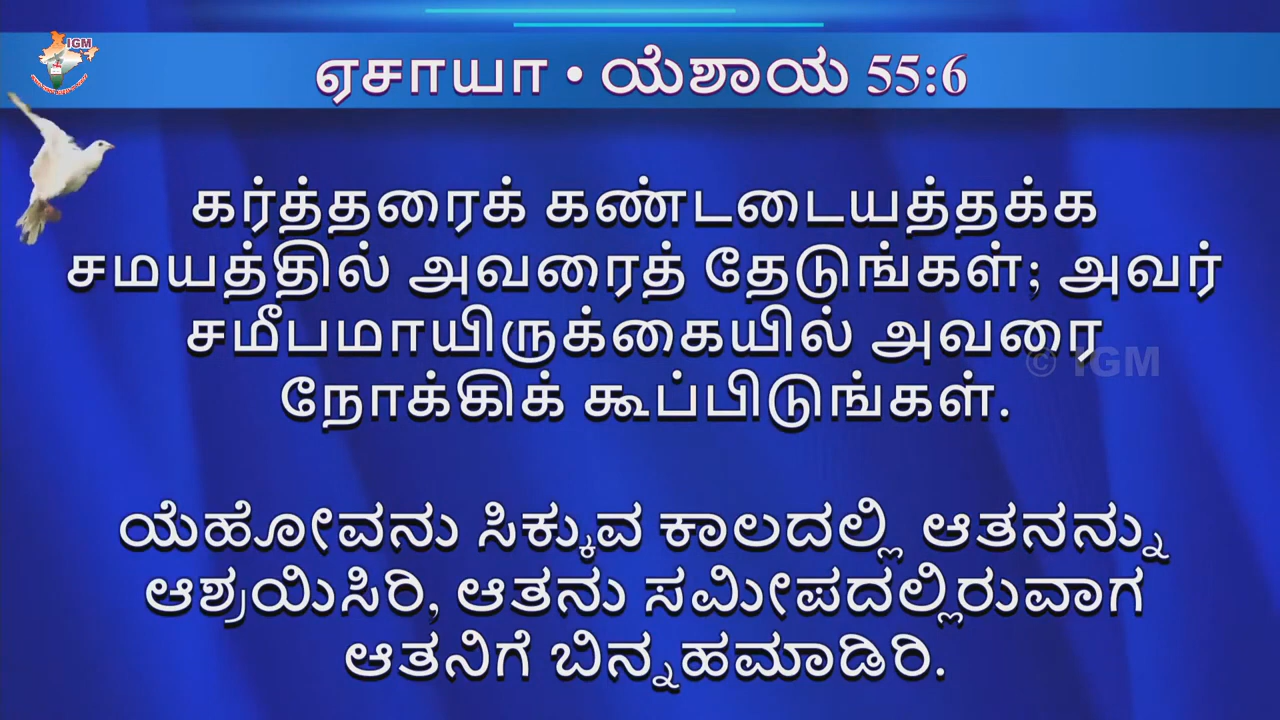 IGM
ஏசாயா • ಯೆಶಾಯ 55:6
கர்த்தரைக் கண்டடையத்தக்க
சமயத்தில் அவரைத் தேடுங்கள்; அவர்
சமீபமாயிருக்கையில் அவரை
© IGM
நோக்கிக் கூப்பிடுங்கள்.
ಯೆಹೋವನು ಸಿಕ್ಕುವ ಕಾಲದಲ್ಲಿ ಆತನನ್ನು
ಆಶ್ರಯಿಸಿರಿ, ಆತನು ಸಮೀಪದಲ್ಲಿರುವಾಗ
ಆತನಿಗೆ ಬಿನ್ನಹಮಾಡಿರಿ.